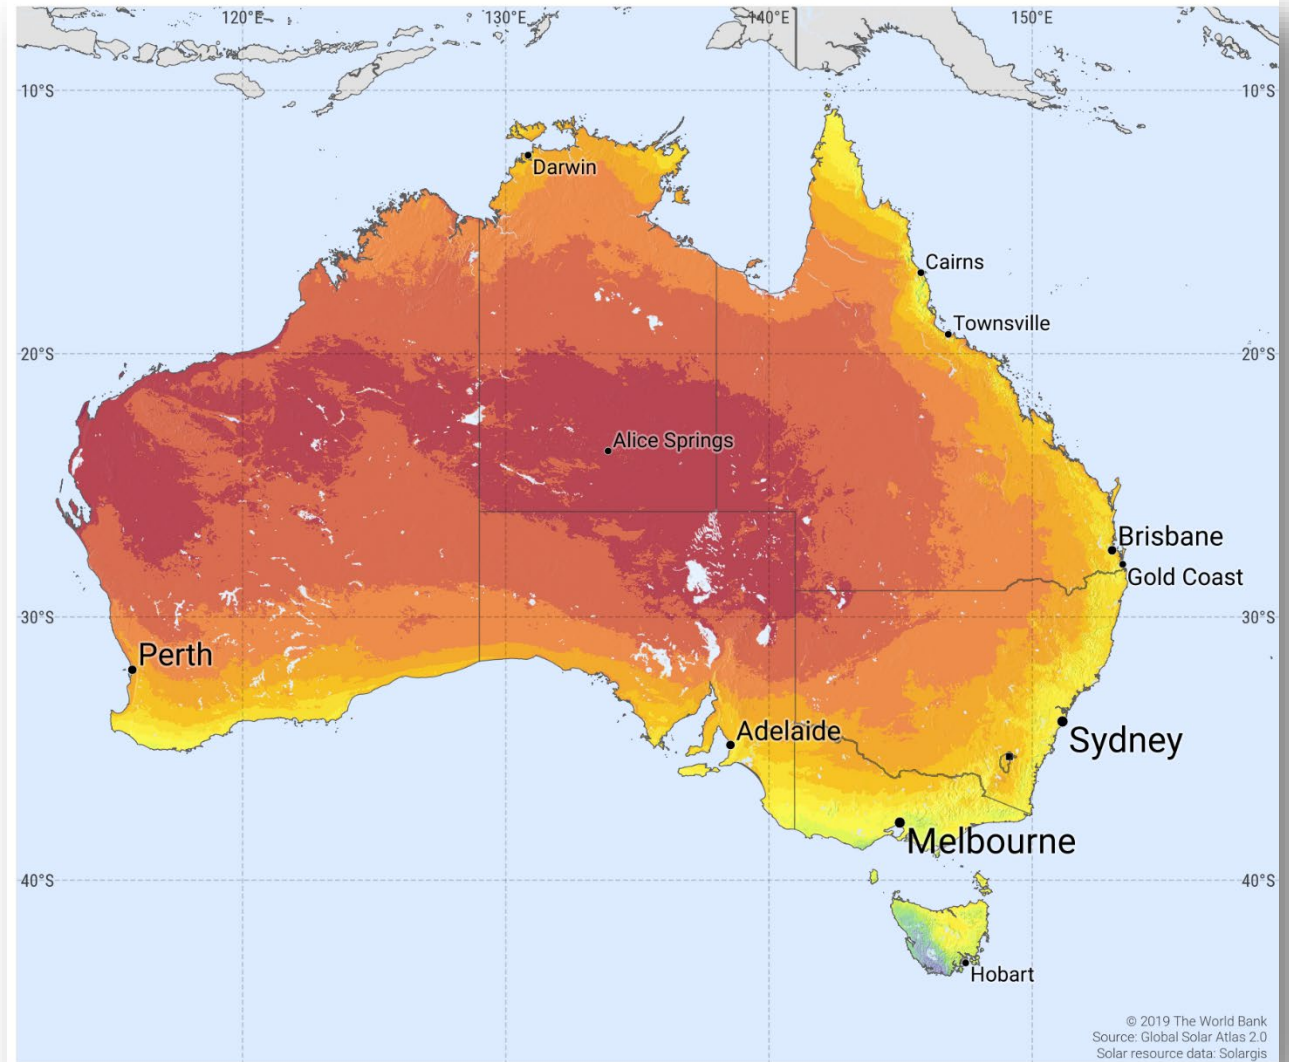 120°E
130°E
140°E
150°E
10°S
10°S
Darwin
Cairns
Townsville
20°S
20°S
Alice Springs
Brisbane
Gold Coast
30°S
30°S
Perth
Adelaide
Sydney
Melbourne
40°S
40°S
Hobart
© 2019 The World Bank
Source: Global Solar Atlas 2.0
Solar resource data: Solargis